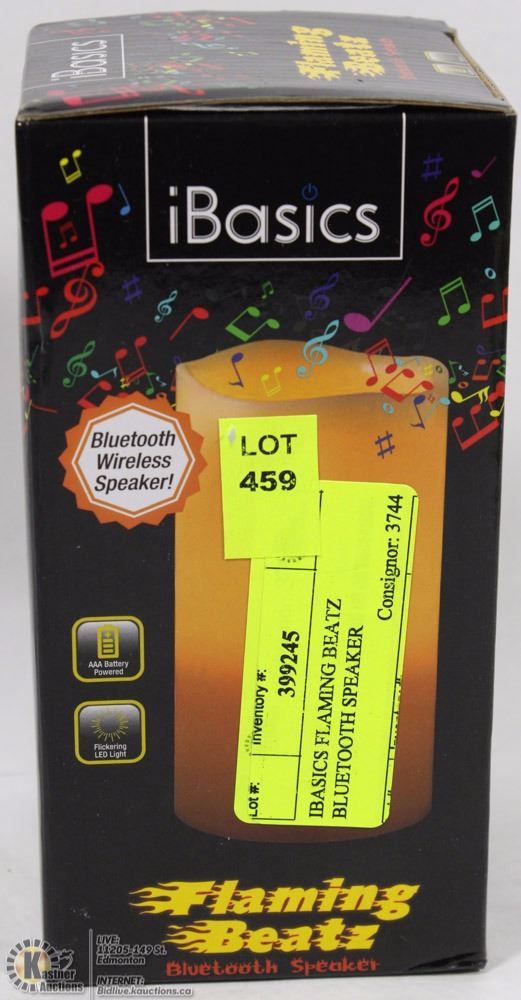 iBasics
Flaming
Beatz
iBasics
Bluetooth
Wireless
Speaker!
LOT
459
Lot #:
Inventory #:
399245
IBASICS FLAMING BEATZ
BLUETOOTH SPEAKER
Consignor: 3744
AAA Battery
Powered
Flickering
LED Light
Flaming
Beatz
Bluetooth Speaker
Kastner
Auctions
LIVE:
11205-149 St.
Edmonton
INTERNET:
Bidlive.kauctions.ca